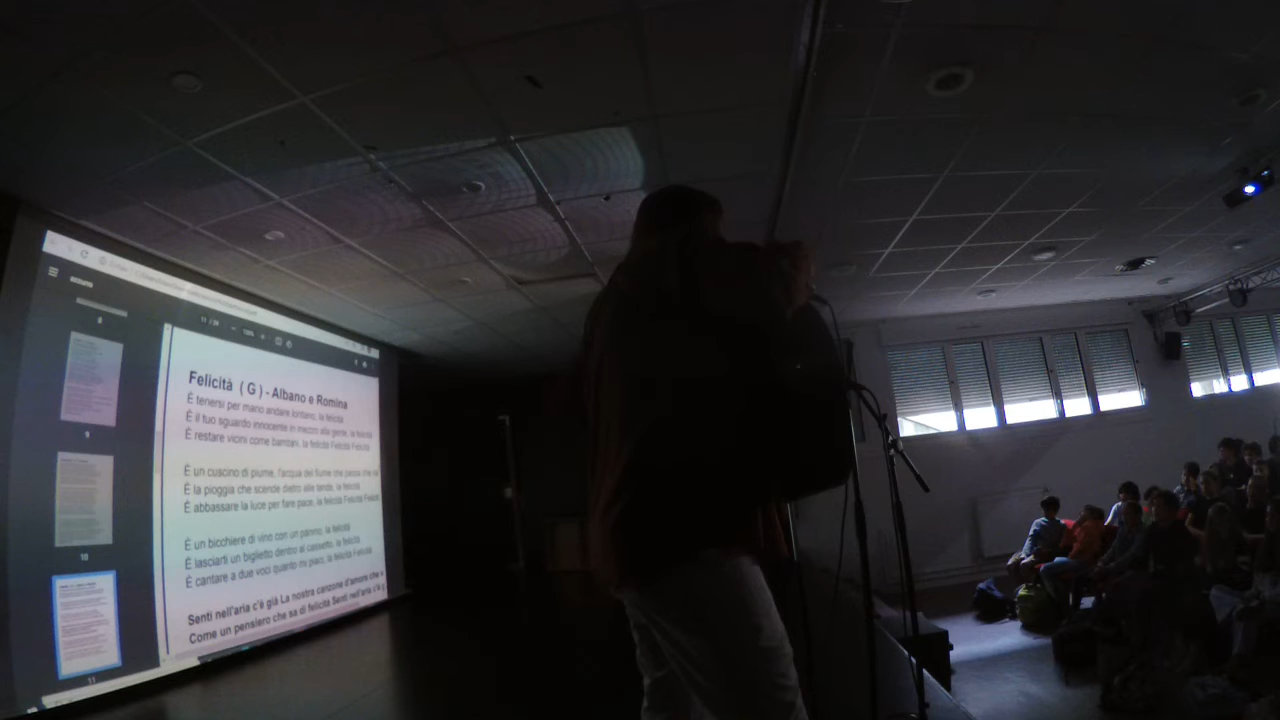 Felicità ( G ) - Albano e Romina
È tenersi per mano andare lontano, la felicità
È il tuo sguardo innocente in mezzo alla gente, la felicità
È restare vicini come bambini, la felicità Felicità
È un cuscino di piume, l'acqua del fiume che passa che va
È la pioggia che scende dietro alle tende, la felicità
È abbassare la luce per fare pace, la felicità Felicità
È un bicchiere di vino con un panino, la felicità
È lasciarti un biglietto dentro al cassetto, la felicità
È cantare a due voci quanto mi piaci, la felicità Felicità
Senti nell'aria c'è già La nostra canzone d'amore che
Come un pensiero che sa di felicità Senti nell'aria c'è
9
10
11